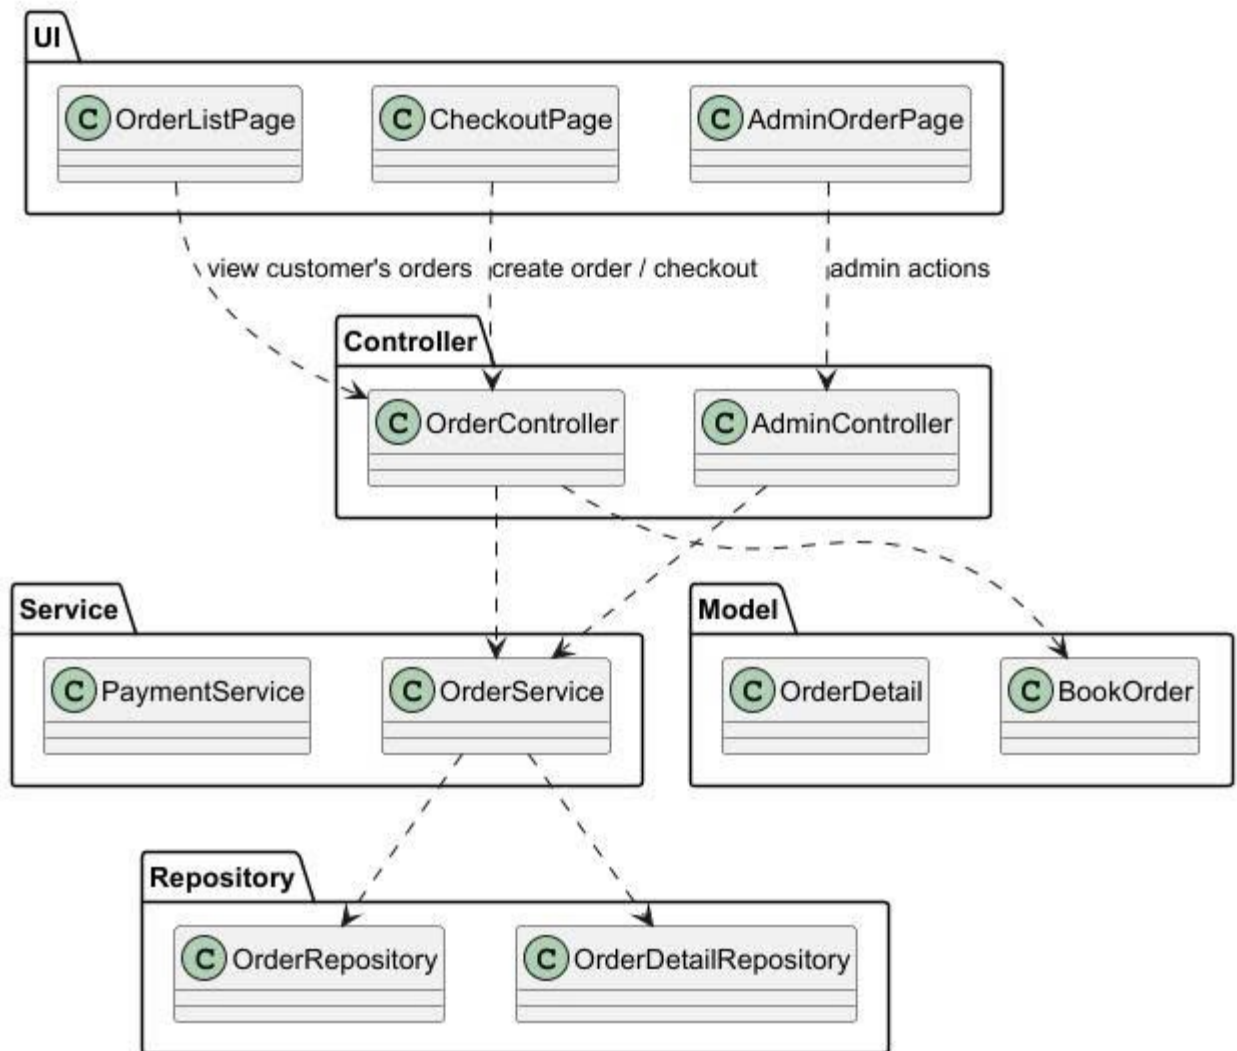 UI
C OrderListPage
C CheckoutPage
C AdminOrderPage
view customer's orders
create order / checkout
admin actions
Controller
C OrderController
C AdminController
Service
Model
C PaymentService
C OrderService
C OrderDetail
C BookOrder
Repository
C OrderRepository
C OrderDetailRepository